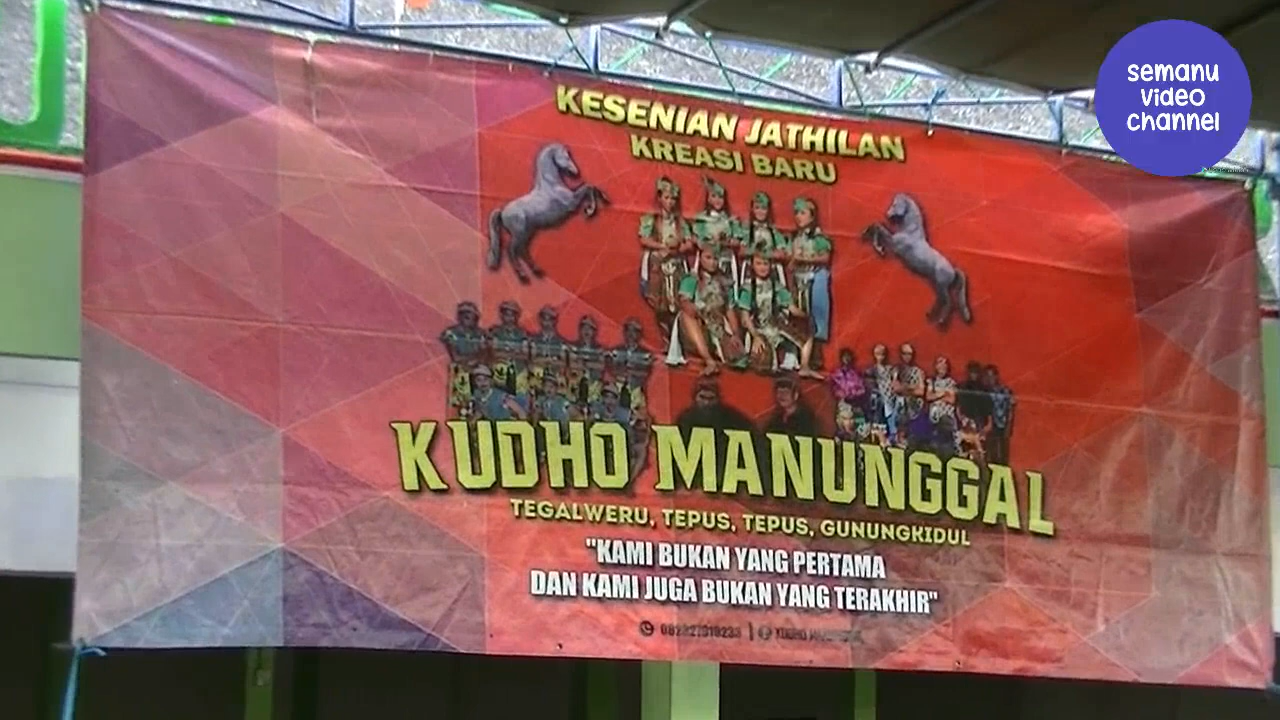 semanu
video
channel
KESENIAN JATHILAN
KREASI BARU
KUDHO MANUNGGAL
TEGALWERU, TEPUS, TEPUS, GUNUNGKIDUL
"KAMI BUKAN YANG PERTAMA
DAN KAMI JUGA BUKAN YANG TERAKHIR"